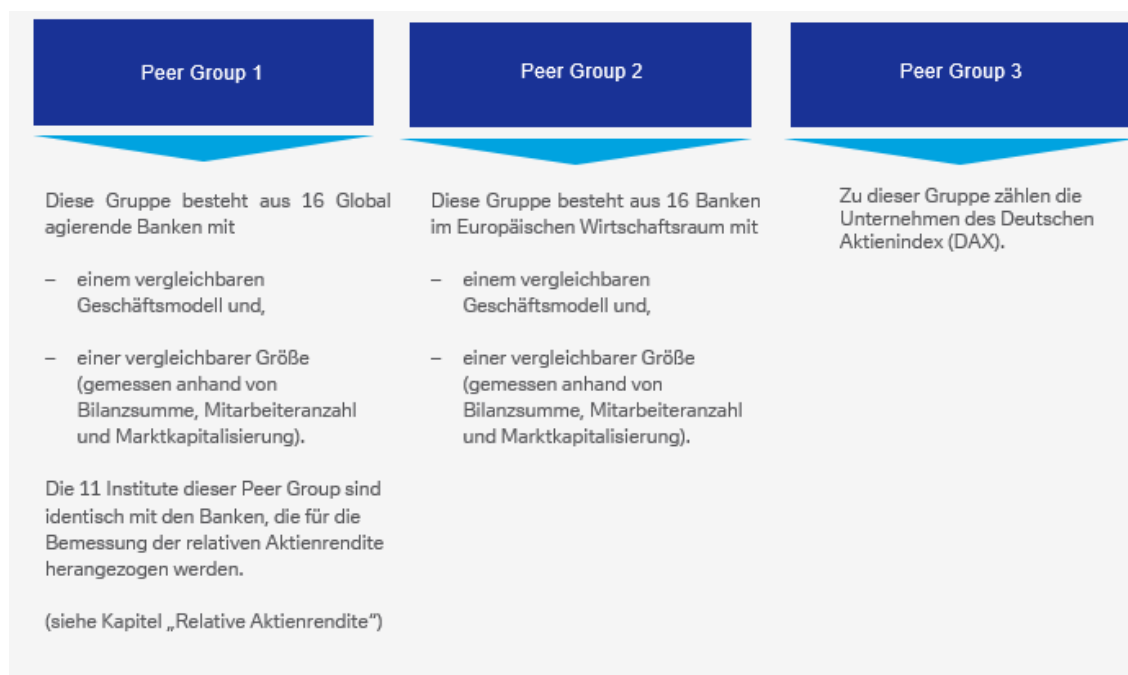 Peer Group 1
Diese Gruppe besteht aus 16 Global
agierende Banken mit
– einem vergleichbaren
Geschäftsmodell und,
– einer vergleichbarer Größe
(gemessen anhand von
Bilanzsumme, Mitarbeiteranzahl
und Marktkapitalisierung).
Die 11 Institute dieser Peer Group sind
identisch mit den Banken, die für die
Bemessung der relativen Aktienrendite
herangezogen werden.
(siehe Kapitel „Relative Aktienrendite“)
Peer Group 2
Diese Gruppe besteht aus 16 Banken
im Europäischen Wirtschaftsraum mit
– einem vergleichbaren
Geschäftsmodell und,
– einer vergleichbarer Größe
(gemessen anhand von
Bilanzsumme, Mitarbeiteranzahl
und Marktkapitalisierung).
Peer Group 3
Zu dieser Gruppe zählen die
Unternehmen des Deutschen
Aktienindex (DAX).